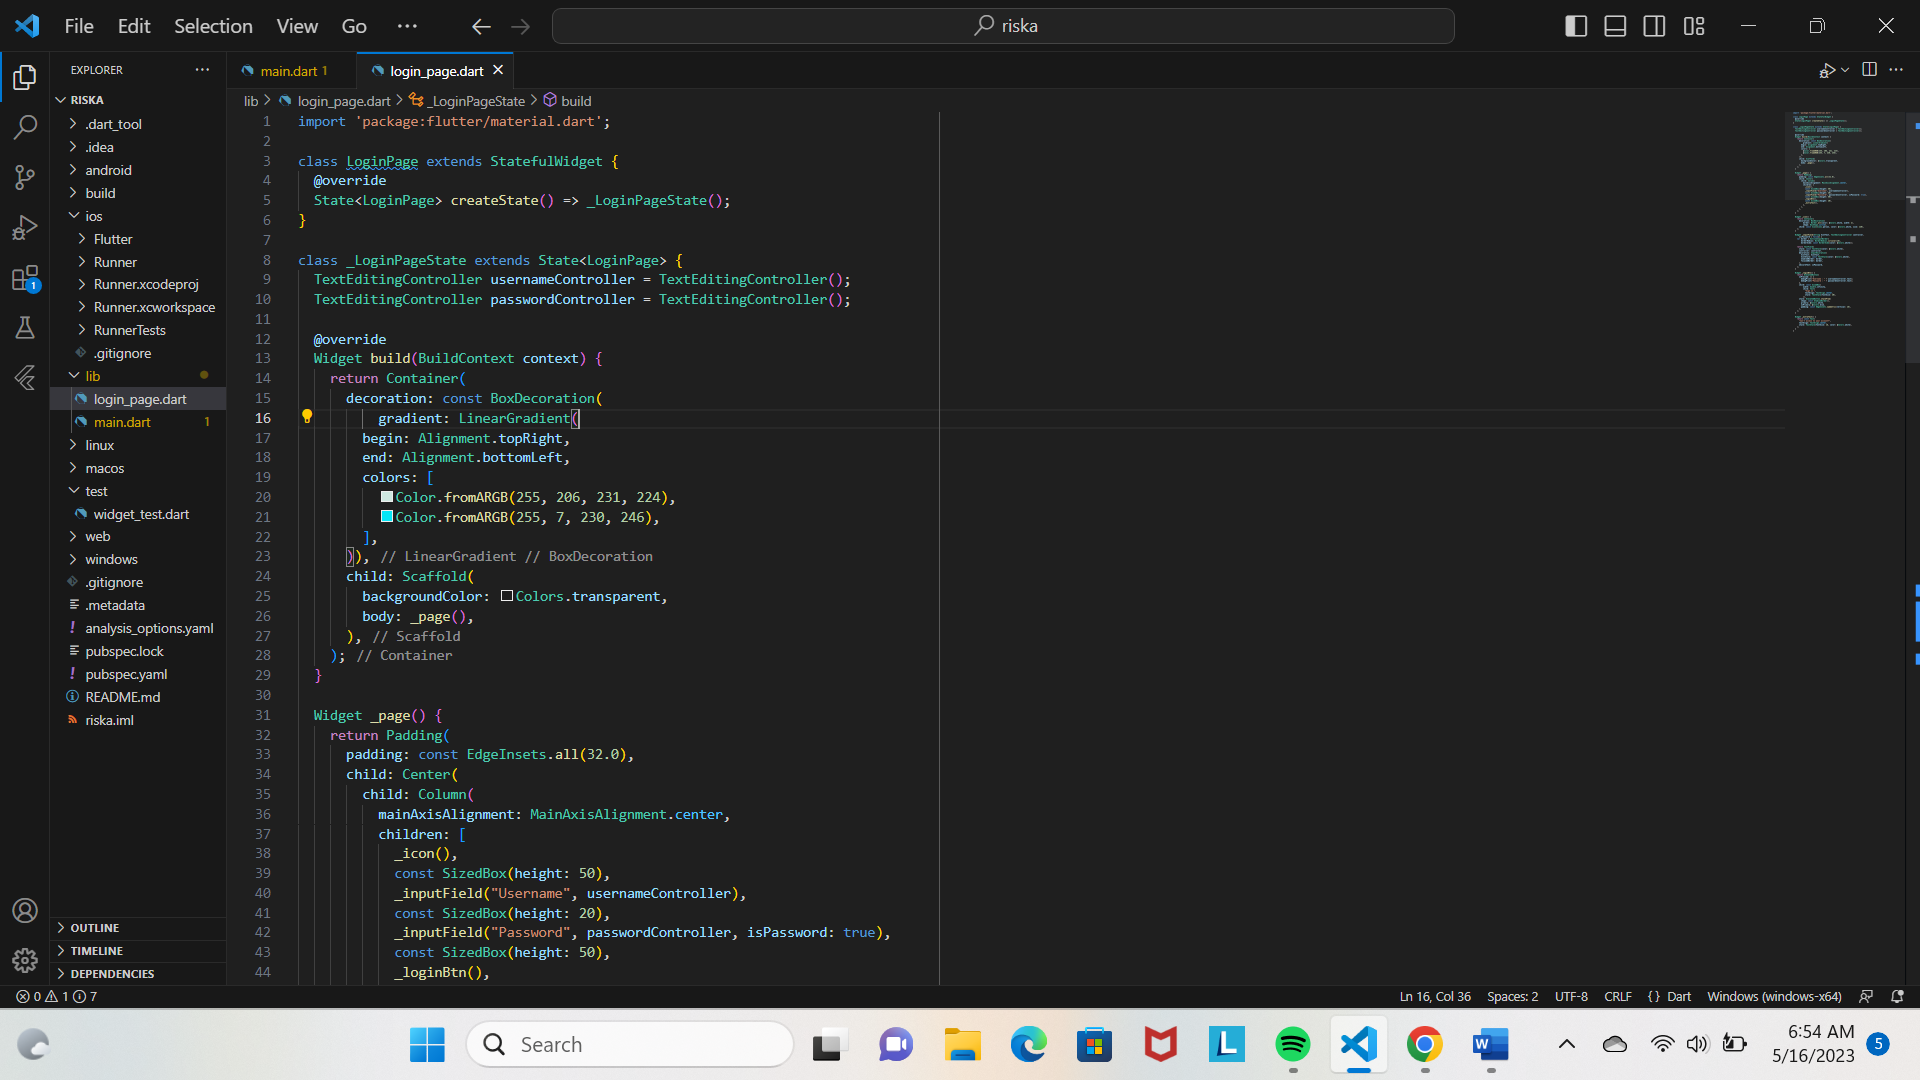 File Edit Selection View Go ··· riska
EXPLORER ···
main.dart 1
login_page.dart
RISKA
.dart_tool
.idea
android
build
ios
Flutter
Runner
Runner.xcodeproj
Runner.xcworkspace
RunnerTests
.gitignore
lib
login_page.dart
main.dart 1
linux
macos
test
widget_test.dart
web
windows
.gitignore
.metadata
analysis_options.yaml
pubspec.lock
pubspec.yaml
README.md
riska.iml
OUTLINE
TIMELINE
DEPENDENCIES
1
lib > login_page.dart > _LoginPageState > build
1 import 'package:flutter/material.dart';
2
3 class LoginPage extends StatefulWidget {
4 @override
5 State<LoginPage> createState() => _LoginPageState();
6 }
7
8 class _LoginPageState extends State<LoginPage> {
9 TextEditingController usernameController = TextEditingController();
10 TextEditingController passwordController = TextEditingController();
11
12 @override
13 Widget build(BuildContext context) {
14 return Container(
15 decoration: const BoxDecoration(
16 gradient: LinearGradient(
17 begin: Alignment.topRight,
18 end: Alignment.bottomLeft,
19 colors: [
20 Color.fromARGB(255, 206, 231, 224),
21 Color.fromARGB(255, 7, 230, 246),
22 ],
23 )), // LinearGradient // BoxDecoration
24 child: Scaffold(
25 backgroundColor: Colors.transparent,
26 body: _page(),
27 ), // Scaffold
28 ); // Container
29 }
30
31 Widget _page() {
32 return Padding(
33 padding: const EdgeInsets.all(32.0),
34 child: Center(
35 child: Column(
36 mainAxisAlignment: MainAxisAlignment.center,
37 children: [
38 _icon(),
39 const SizedBox(height: 50),
40 _inputField("Username", usernameController),
41 const SizedBox(height: 20),
42 _inputField("Password", passwordController, isPassword: true),
43 const SizedBox(height: 50),
44 _loginBtn(),
0 1 7 Ln 16, Col 36 Spaces: 2 UTF-8 CRLF {} Dart Windows (windows-x64)
Search
L
W
6:54 AM
5/16/2023
5